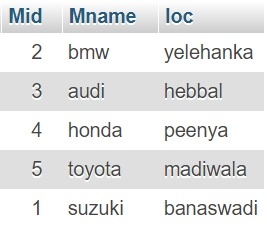 Mid Mname loc
2 bmw yelehanka
3 audi hebbal
4 honda peenya
5 toyota madiwala
1 suzuki banaswadi